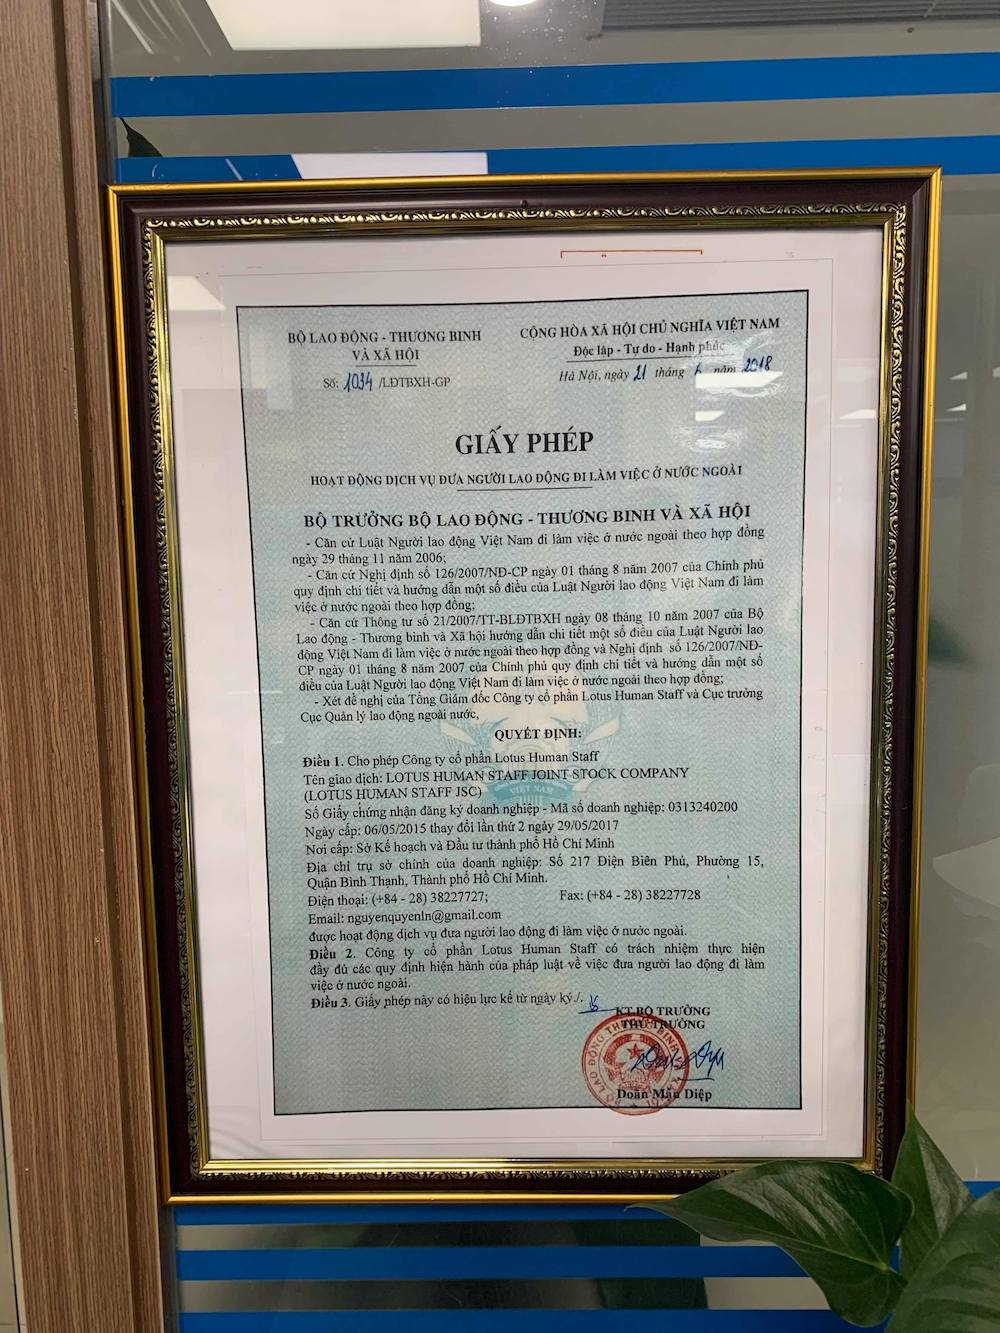 BỘ LAO ĐỘNG - THƯƠNG BINH
VÀ XÃ HỘI
Số: 1034 /LĐTBXH-GP
CỘNG HÒA XÃ HỘI CHỦ NGHĨA VIỆT NAM
Độc lập - Tự do - Hạnh phúc
Hà Nội, ngày 21 tháng năm 2018
GIẤY PHÉP
HOẠT ĐỘNG DỊCH VỤ ĐƯA NGƯỜI LAO ĐỘNG ĐI LÀM VIỆC Ở NƯỚC NGOÀI
BỘ TRƯỞNG BỘ LAO ĐỘNG - THƯƠNG BINH VÀ XÃ HỘI
- Căn cứ Luật Người lao động Việt Nam đi làm việc ở nước ngoài theo hợp đồng
ngày 29 tháng 11 năm 2006;
- Căn cứ Nghị định số 126/2007/NĐ-CP ngày 01 tháng 8 năm 2007 của Chính phủ
quy định chi tiết và hướng dẫn một số điều của Luật Người lao động Việt Nam đi làm
việc ở nước ngoài theo hợp đồng;
- Căn cứ Thông tư số 21/2007/TT-BLĐTBXH ngày 08 tháng 10 năm 2007 của Bộ
Lao động - Thương binh và Xã hội hướng dẫn chi tiết một số điều của Luật Người lao
động Việt Nam đi làm việc ở nước ngoài theo hợp đồng và Nghị định số 126/2007/NĐ-
CP ngày 01 tháng 8 năm 2007 của Chính phủ quy định chi tiết và hướng dẫn một số
điều của Luật Người lao động Việt Nam đi làm việc ở nước ngoài theo hợp đồng;
- Xét đề nghị của Tổng Giám đốc Công ty cổ phần Lotus Human Staff và Cục trưởng
Cục Quản lý lao động ngoài nước,
QUYẾT ĐỊNH:
Điều 1. Cho phép Công ty cổ phần Lotus Human Staff
Tên giao dịch: LOTUS HUMAN STAFF JOINT STOCK COMPANY
(LOTUS HUMAN STAFF JSC)
VIỆT NAM
Số Giấy chứng nhận đăng ký doanh nghiệp - Mã số doanh nghiệp: 0313240200
Ngày cấp: 06/05/2015 thay đổi lần thứ 2 ngày 29/05/2017
Nơi cấp: Sở Kế hoạch và Đầu tư thành phố Hồ Chí Minh
Địa chỉ trụ sở chính của doanh nghiệp: Số 217 Điện Biên Phủ, Phường 15,
Quận Bình Thạnh, Thành phố Hồ Chí Minh.
Điện thoại: (+84 - 28) 38227727; Fax: (+84 - 28) 38227728
Email: nguyenquyenln@gmail.com
được hoạt động dịch vụ đưa người lao động đi làm việc ở nước ngoài.
Điều 2. Công ty cổ phần Lotus Human Staff có trách nhiệm thực hiện
đầy đủ các quy định hiện hành của pháp luật về việc đưa người lao động đi làm
việc ở nước ngoài.
Điều 3. Giấy phép này có hiệu lực kể từ ngày ký./.
KT.BỘ TRƯỞNG
THỨ TRƯỞNG
BỘ LAO ĐỘNG THƯƠNG BINH
Doãn Mậu Diệp